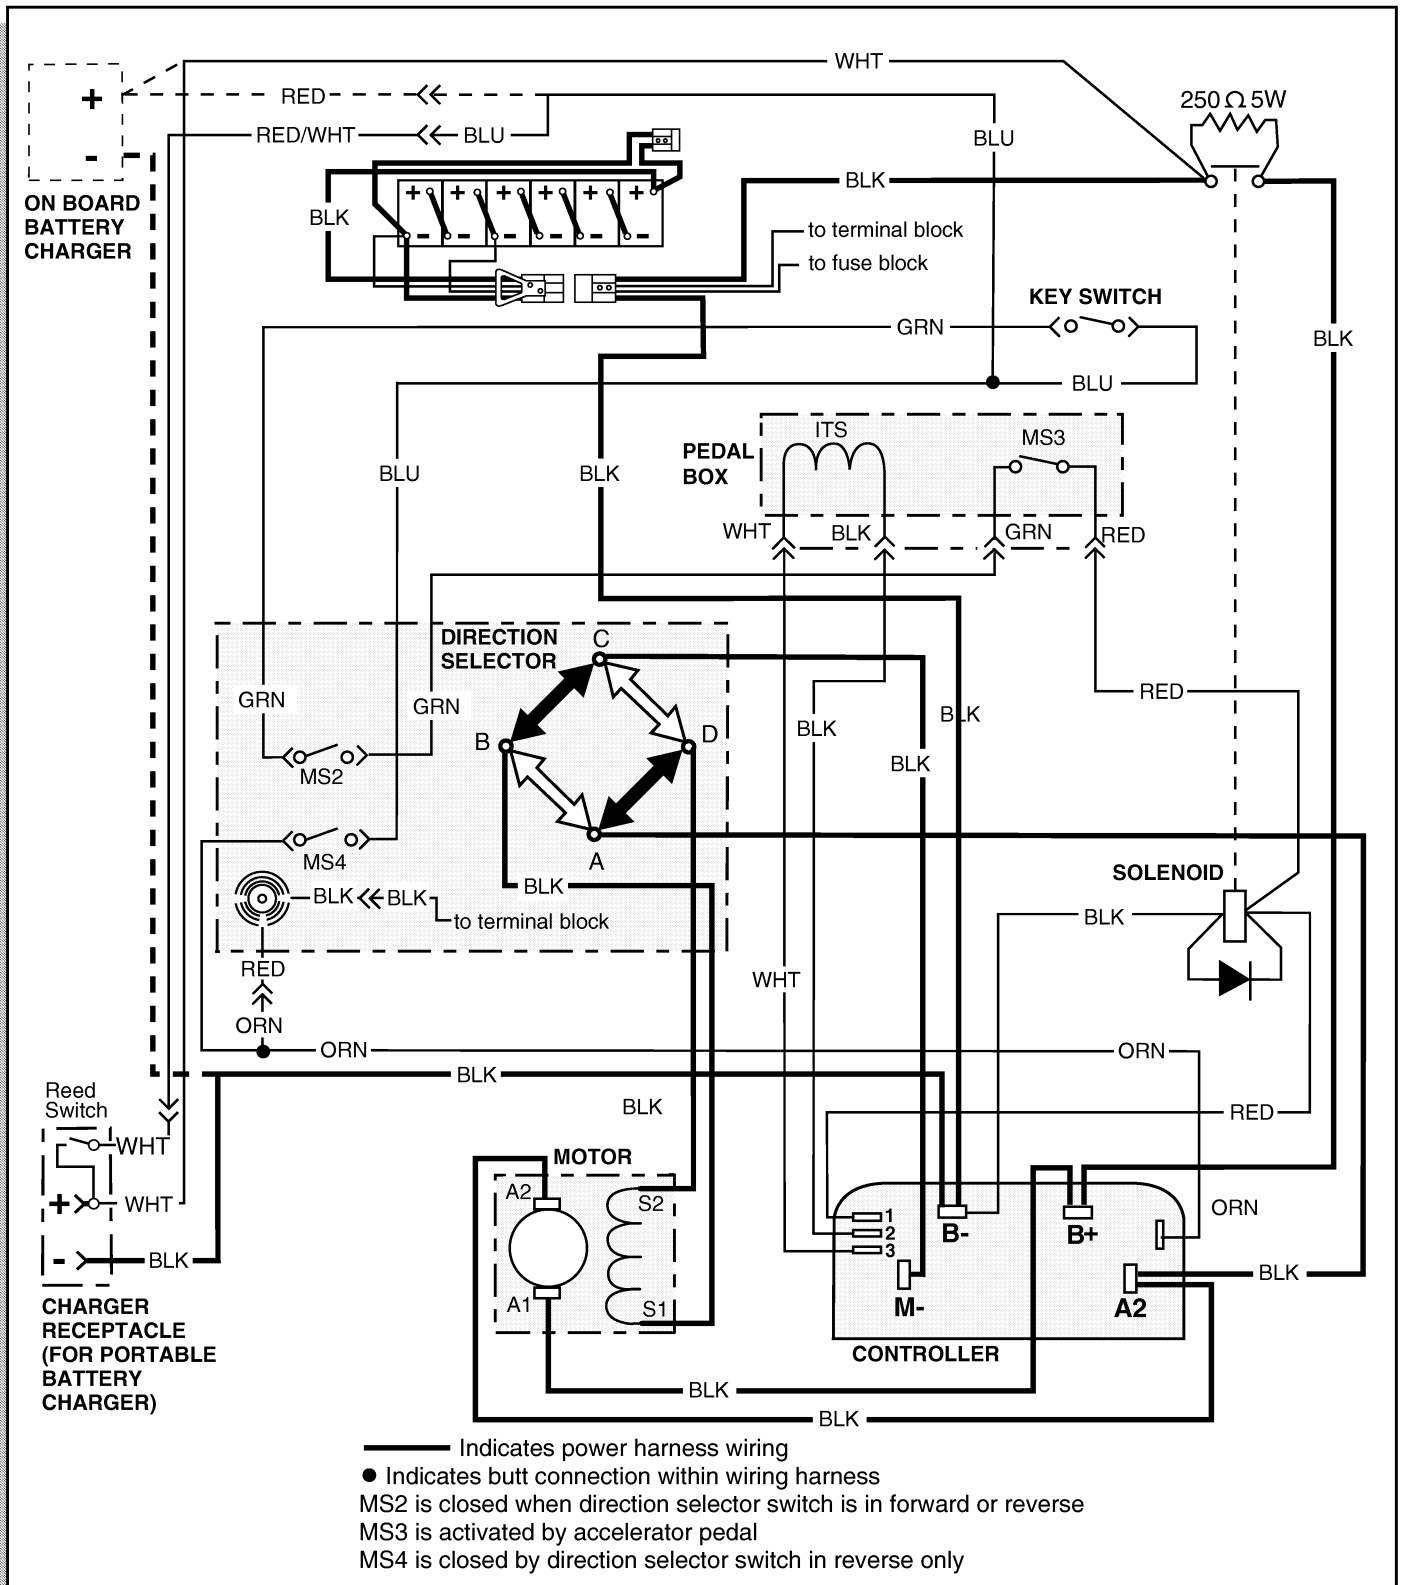 WHT
+
RED
RED/WHT
BLU
-
ON BOARD
BATTERY
CHARGER
250 Ω 5W
BLU
BLK
BLK
+ + + + + +
- - - - - -
to terminal block
to fuse block
KEY SWITCH
GRN
BLK
BLU
PEDAL
BOX
ITS
MS3
BLU
BLK
WHT
BLK
GRN
RED
DIRECTION
SELECTOR
C
GRN
GRN
B
D
BLK
BLK
BLK
RED
MS2
MS4
A
BLK
BLK
BLK
to terminal block
SOLENOID
BLK
RED
WHT
ORN
ORN
ORN
BLK
BLK
RED
Reed
Switch
WHT
+
WHT
-
BLK
CHARGER
RECEPTACLE
(FOR PORTABLE
BATTERY
CHARGER)
MOTOR
A2
S2
A1
S1
1
2
3
B-
B+
ORN
M-
A2
BLK
CONTROLLER
BLK
BLK
Indicates power harness wiring
Indicates butt connection within wiring harness
MS2 is closed when direction selector switch is in forward or reverse
MS3 is activated by accelerator pedal
MS4 is closed by direction selector switch in reverse only